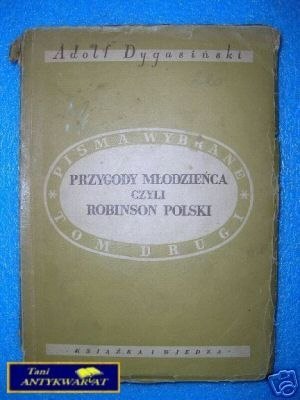 Adolf Dygasiński
PISMA WYBRANE
PRZYGODY MŁODZIEŃCA
CZYLI
ROBINSON POLSKI
TOM DRUGI
KSIĄŻKA I WIEDZA
Tani
ANTYKWARIAT